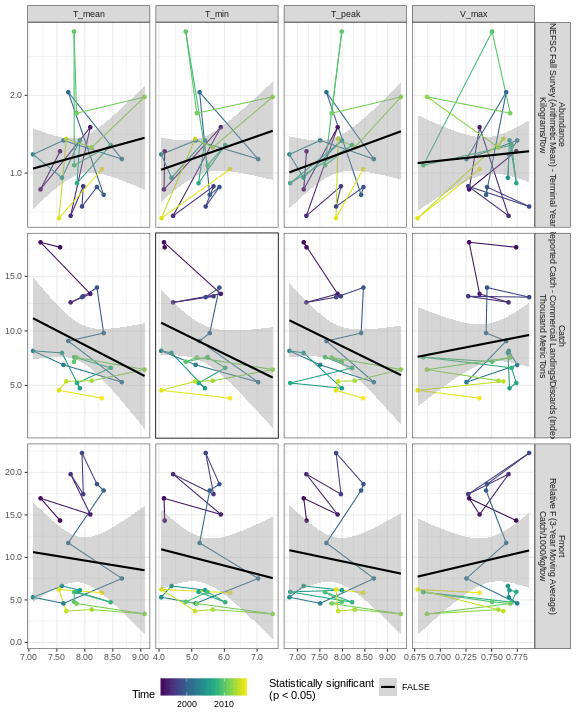 T_mean
T_min
T_peak
V_max
2.0
1.0
Abundance
NEFSC Fall Survey (Arithmetic Mean) - Terminal Year
Kilograms/tow
15.0
10.0
5.0
Catch
eported Catch - Commercial Landings/Discards (Index
Thousand Metric Tons
20.0
15.0
10.0
5.0
0.0
Fmort
Relative F (3-Year Moving Average)
Catch/1000/kg/tow
7.00 7.50 8.00 8.50 9.00
4.0 5.0 6.0 7.0
7.00 7.50 8.00 8.50 9.00
0.675 0.700 0.725 0.750 0.775
Time
2000 2010
Statistically significant
(p < 0.05)
FALSE